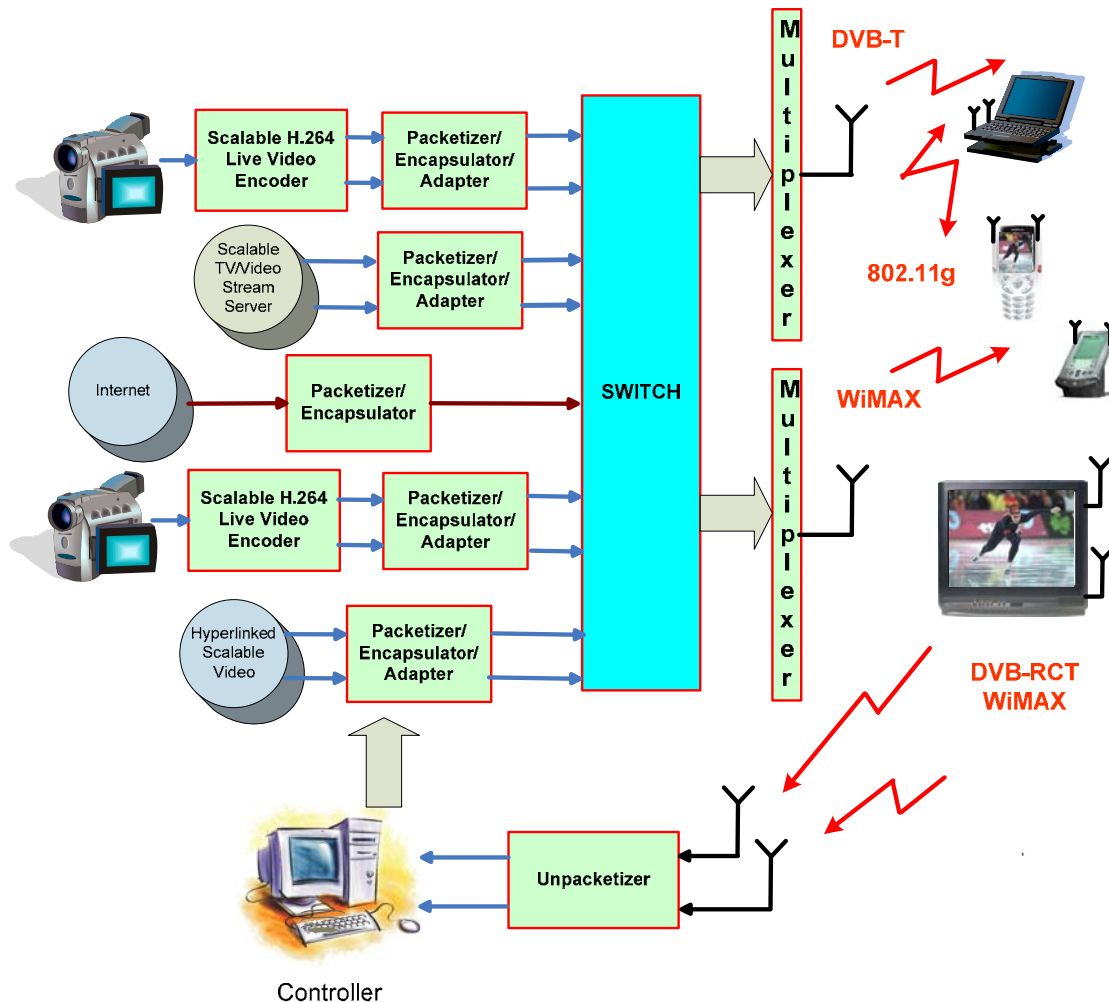 DVB-T
Multiplexer
Scalable H.264
Live Video
Encoder
Packetizer/
Encapsulator/
Adapter
Scalable
TV/Video
Stream
Server
Packetizer/
Encapsulator/
Adapter
802.11g
Internet
Packetizer/
Encapsulator
SWITCH
Multiplexer
WiMAX
Scalable H.264
Live Video
Encoder
Packetizer/
Encapsulator/
Adapter
Hyperlinked
Scalable
Video
Packetizer/
Encapsulator/
Adapter
DVB-RCT
WiMAX
Unpacketizer
Controller